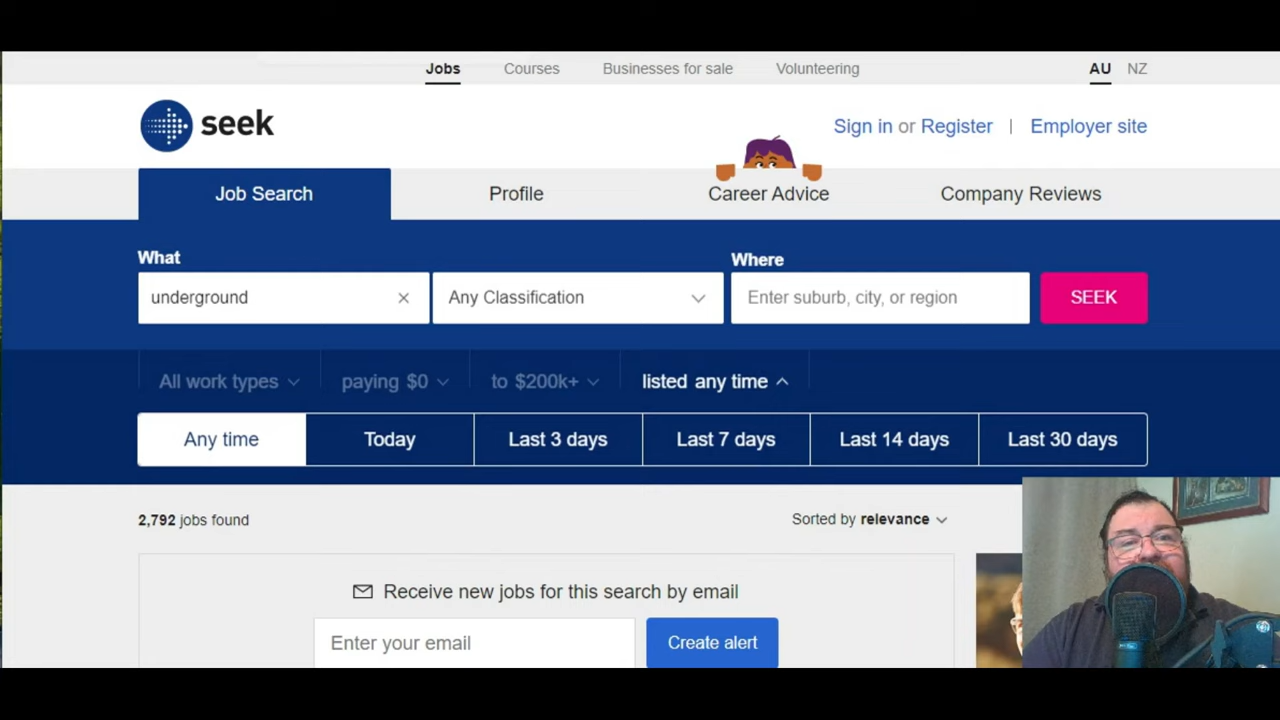 Jobs Courses Businesses for sale Volunteering AU NZ
seek Sign in or Register | Employer site
Job Search Profile Career Advice Company Reviews
What Where
underground Any Classification Enter suburb, city, or region SEEK
All work types paying $0 to $200k+ listed any time
Any time Today Last 3 days Last 7 days Last 14 days Last 30 days
2,792 jobs found Sorted by relevance
Receive new jobs for this search by email
Enter your email Create alert